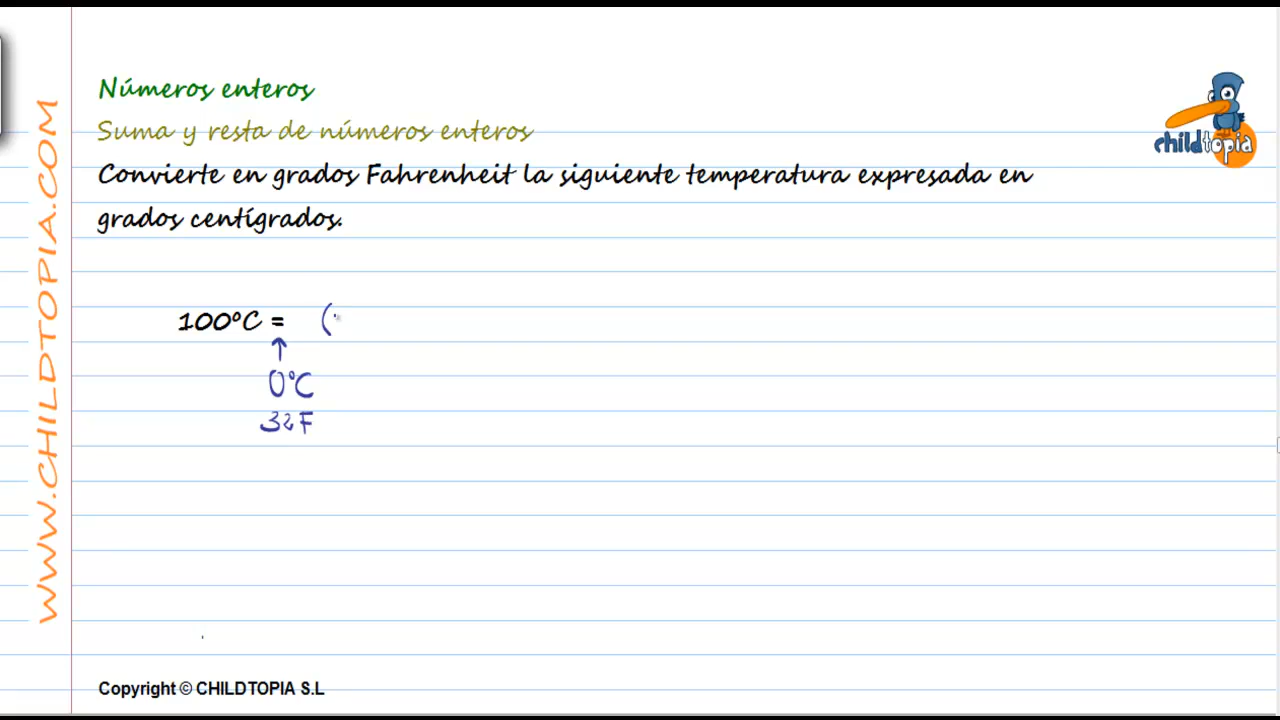 Números enteros
Suma y resta de números enteros
Convierte en grados Fahrenheit la siguiente temperatura expresada en
grados centígrados.
childtopia
WWW.CHILDTOPIA.COM
100ºC = (
0°C
32F
Copyright © CHILDTOPIA S.L